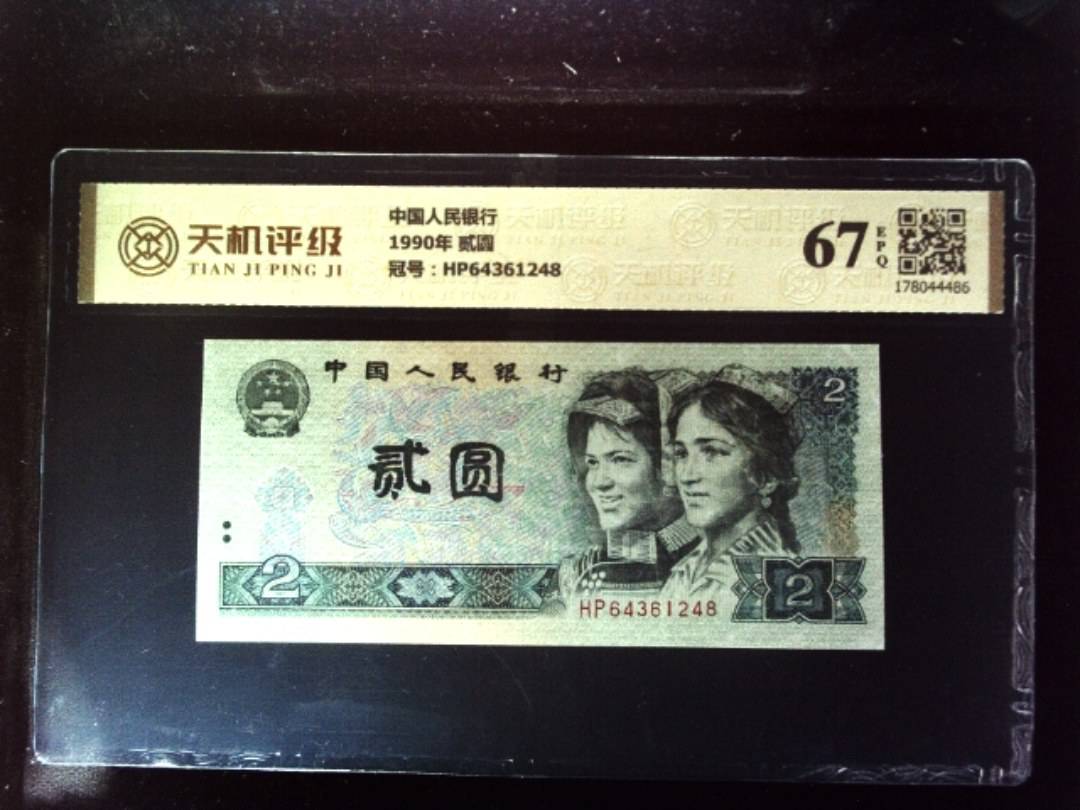 天机评级
TIAN JI PING JI
中国人民银行
1990年 贰圆
冠号：HP64361248
67
EPQ
178044486
中国人民银行
2
贰圆
2
HP64361248
2